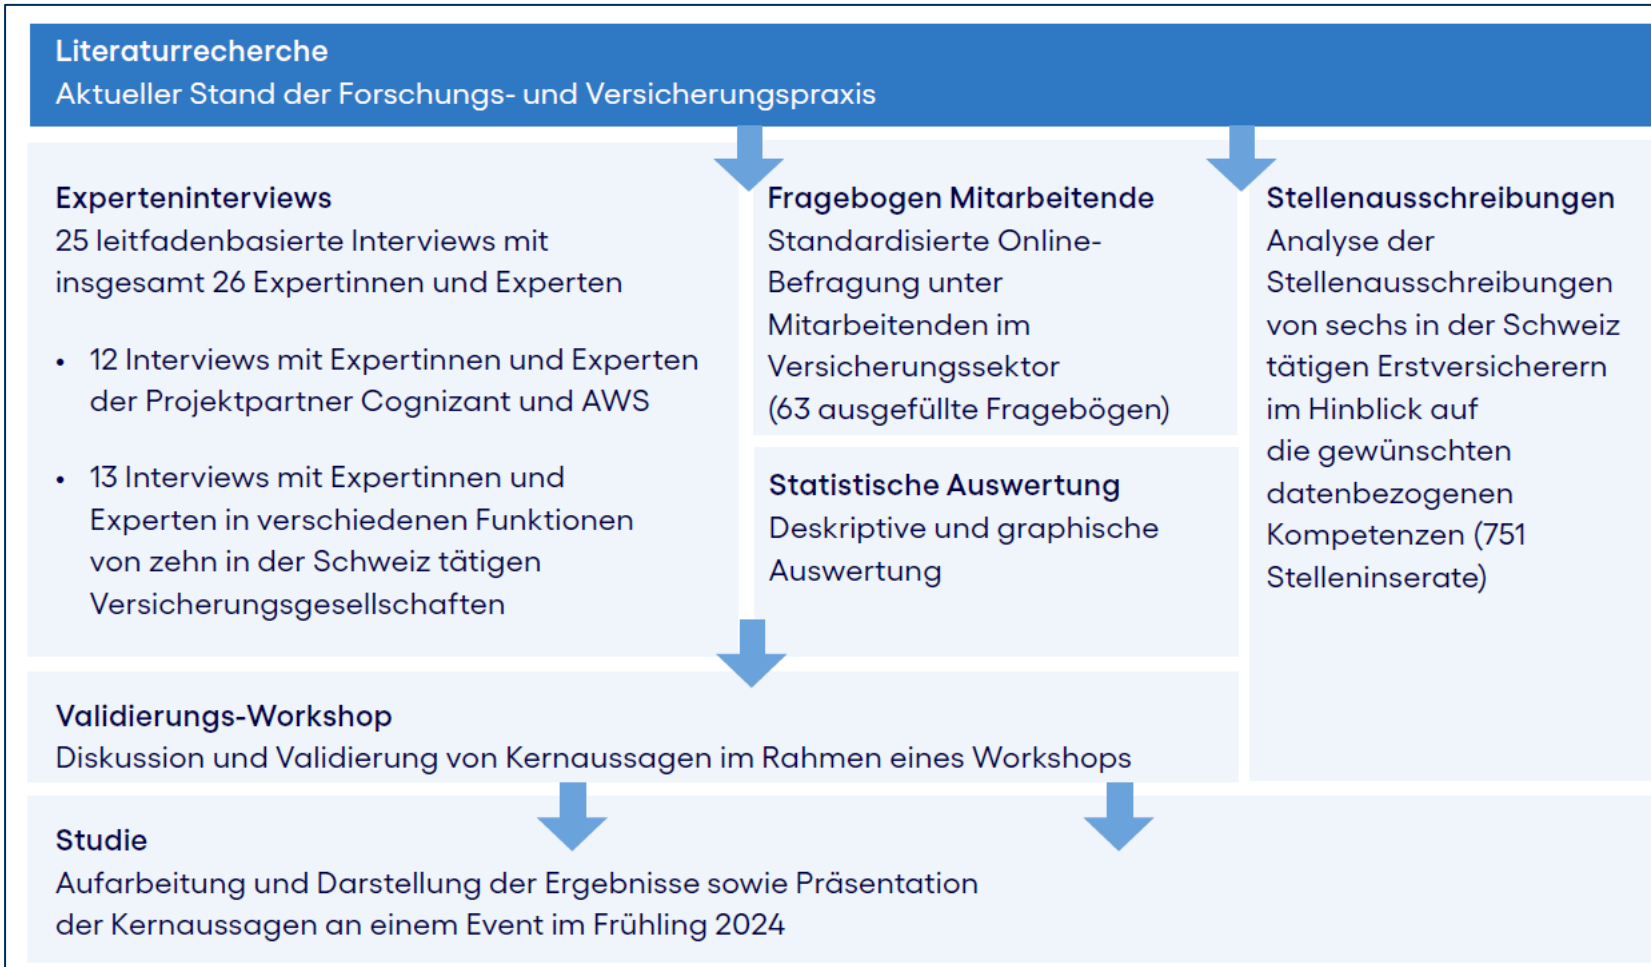 Literaturrecherche
Aktueller Stand der Forschungs- und Versicherungspraxis
Experteninterviews
25 leitfadenbasierte Interviews mit
insgesamt 26 Expertinnen und Experten
• 12 Interviews mit Expertinnen und Experten
der Projektpartner Cognizant und AWS
• 13 Interviews mit Expertinnen und
Experten in verschiedenen Funktionen
von zehn in der Schweiz tätigen
Versicherungsgesellschaften
Fragebogen Mitarbeitende
Standardisierte Online-
Befragung unter
Mitarbeitenden im
Versicherungssektor
(63 ausgefüllte Fragebögen)
Statistische Auswertung
Deskriptive und graphische
Auswertung
Stellenausschreibungen
Analyse der
Stellenausschreibungen
von sechs in der Schweiz
tätigen Erstversicherern
im Hinblick auf
die gewünschten
datenbezogenen
Kompetenzen (751
Stelleninserate)
Validierungs-Workshop
Diskussion und Validierung von Kernaussagen im Rahmen eines Workshops
Studie
Aufarbeitung und Darstellung der Ergebnisse sowie Präsentation
der Kernaussagen an einem Event im Frühling 2024